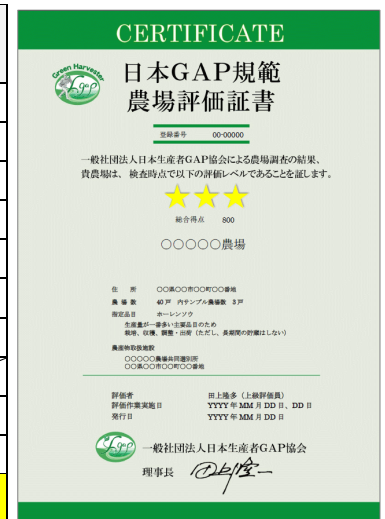 CERTIFICATE
Green Harvester
fgap
日本GAP規範
農場評価証書
登録番号 00-00000
一般社団法人日本生産者GAP協会による農場調査の結果、
貴農場は、検査時点で以下の評価レベルであることを証します。
総合得点 800
○○○○○農場
住 所 ○○県○○市○○町○○番地
農 場 数 40戸 内サンプル農場数 3戸
指定品目 ホーレンソウ
生産量が一番多い主要品目のため
栽培、収穫、調整・出荷（ただし、長期間の貯蔵はしない）
農産物取扱施設
○○○○○農場共同選別所
○○県○○市○○町○○番地
評価者 田上隆多（上級評価員）
評価作業実施日 YYYY年MM月DD日、DD日
発行日 YYYY年MM月DD日
fgap 一般社団法人日本生産者GAP協会
理事長